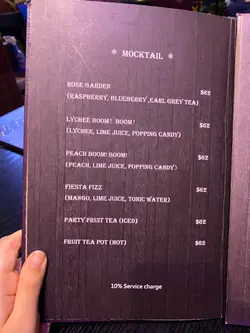 * MOCKTAIL *
ROSE GARDEN $62
(RASPBERRY, BLUEBERRY ,EARL GREY TEA)
LYCHEE BOOM! BOOM! $62
(LYCHEE, LIME JUICE, POPPING CANDY)
PEACH BOOM! BOOM! $62
(PEACH, LIME JUICE, POPPING CANDY)
FIESTA FIZZ $62
(MANGO, LIME JUICE, TONIC WATER)
PARTY FRUIT TEA (ICED) $62
FRUIT TEA POT (HOT) $62
10% Service charge